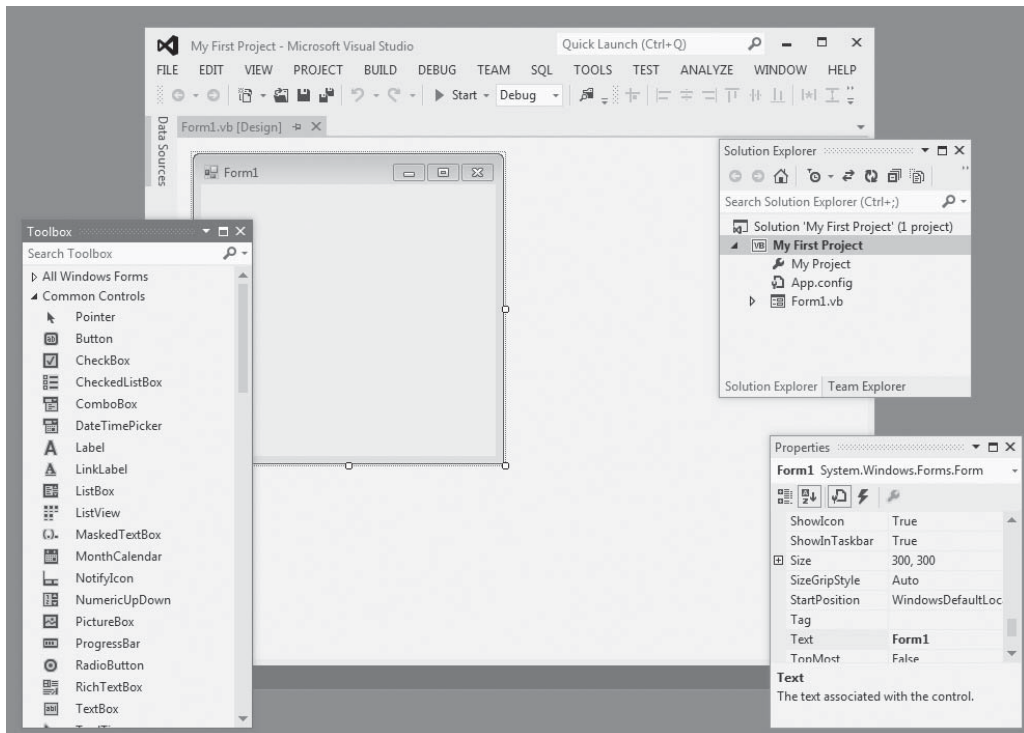 My First Project - Microsoft Visual Studio
Quick Launch (Ctrl+Q)
FILE EDIT VIEW PROJECT BUILD DEBUG TEAM SQL TOOLS TEST ANALYZE WINDOW HELP
Start Debug
Data Sources
Form1.vb [Design]
Form1
Toolbox
Search Toolbox
All Windows Forms
Common Controls
Pointer
Button
CheckBox
CheckedListBox
ComboBox
DateTimePicker
Label
LinkLabel
ListBox
ListView
MaskedTextBox
MonthCalendar
NotifyIcon
NumericUpDown
PictureBox
ProgressBar
RadioButton
RichTextBox
TextBox
Solution Explorer
Search Solution Explorer (Ctrl+;)
Solution 'My First Project' (1 project)
VB My First Project
My Project
App.config
Form1.vb
Solution Explorer Team Explorer
Properties
Form1 System.Windows.Forms.Form
ShowIcon True
ShowInTaskbar True
Size 300, 300
SizeGripStyle Auto
StartPosition WindowsDefaultLoc
Tag
Text Form1
TopMost False
Text
The text associated with the control.